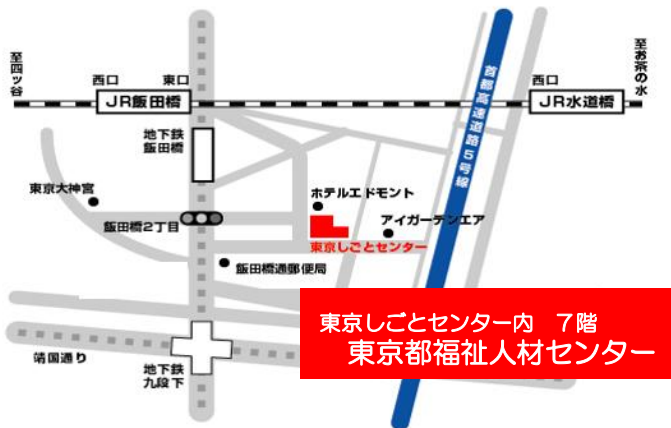 至四ッ谷
西口
東口
JR飯田橋
首都高速道路5号線
西口
JR水道橋
至お茶の水
地下鉄
飯田橋
東京大神宮
ホテルエドモント
飯田橋2丁目
アイガーデンエア
東京しごとセンター
飯田橋通郵便局
靖国通り
地下鉄
九段下
東京しごとセンター内 7階
東京都福祉人材センター